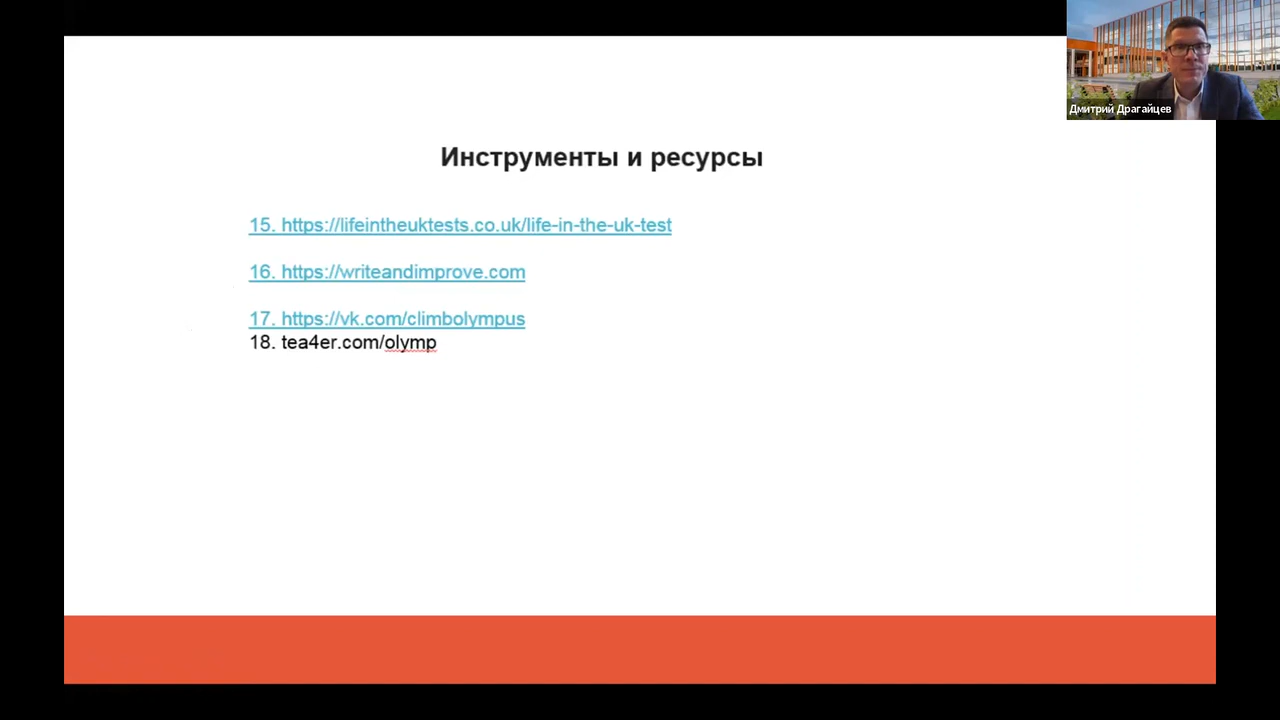 Дмитрий Драгайцев
Инструменты и ресурсы
15. https://lifeintheuktests.co.uk/life-in-the-uk-test
16. https://writeandimprove.com
17. https://vk.com/climbolympus
18. tea4er.com/olymp